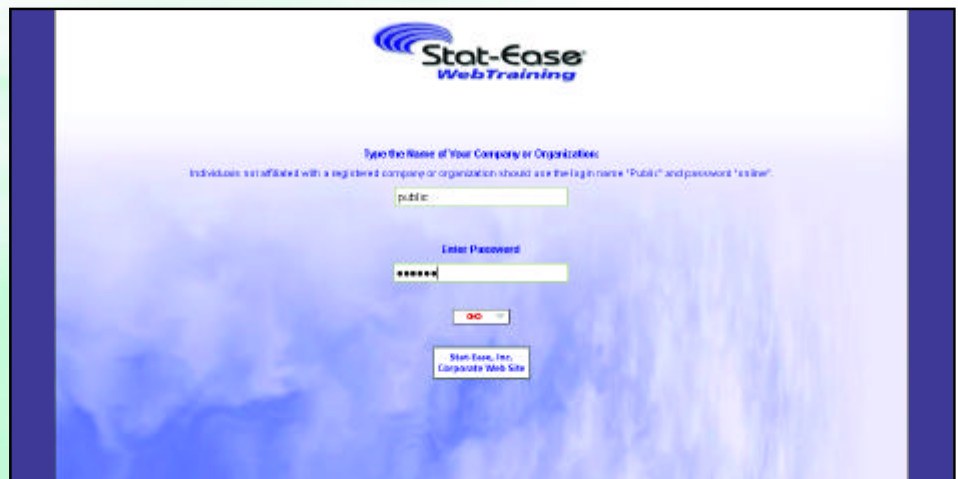 Stat-Ease
WebTraining
Type the Name of Your Company or Organization:
Individuals not affiliated with a registered company or organization should use the login name "Public" and password "online".
public
Enter Password
••••••
GO
Stat-Ease, Inc.
Corporate Web Site